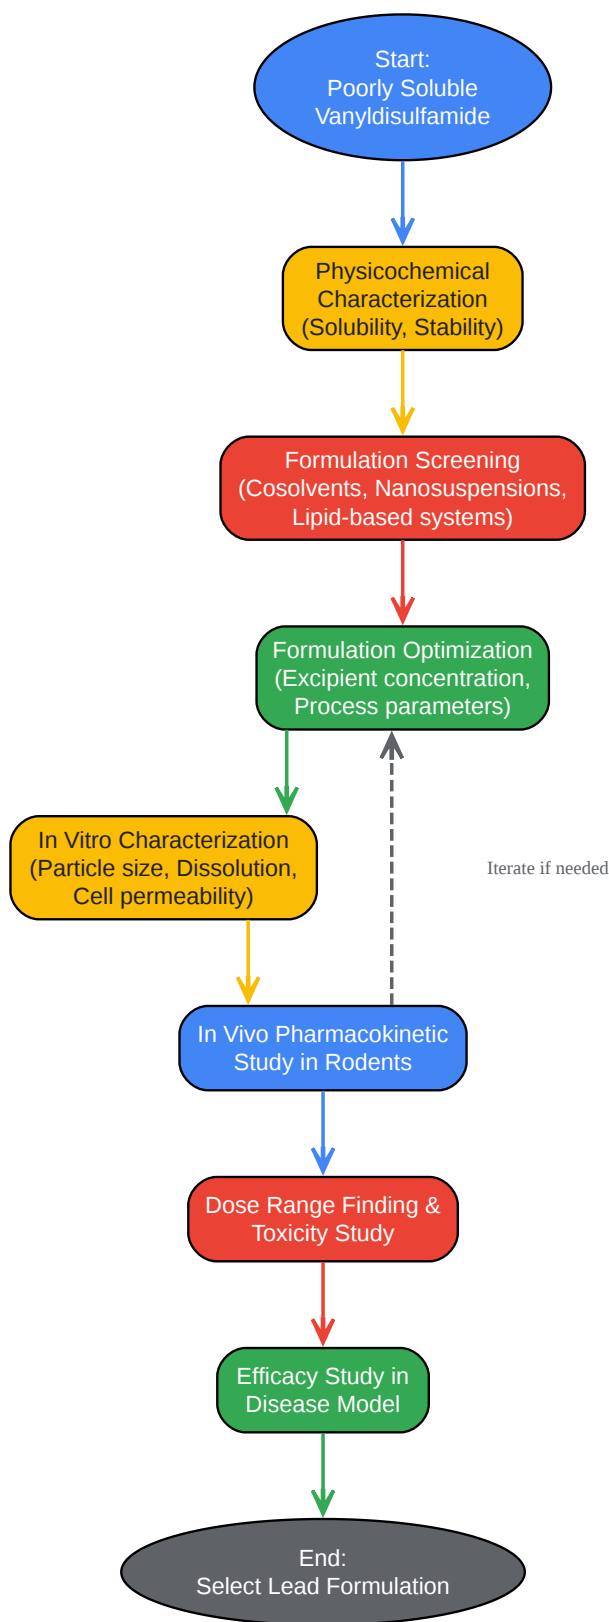 Start:
Poorly Soluble
Vanyldisulfamide
Physicochemical
Characterization
(Solubility, Stability)
Formulation Screening
(Cosolvents, Nanosuspensions,
Lipid-based systems)
Formulation Optimization
(Excipient concentration,
Process parameters)
In Vitro Characterization
(Particle size, Dissolution,
Cell permeability)
Iterate if needed
In Vivo Pharmacokinetic
Study in Rodents
Dose Range Finding &
Toxicity Study
Efficacy Study in
Disease Model
End:
Select Lead Formulation